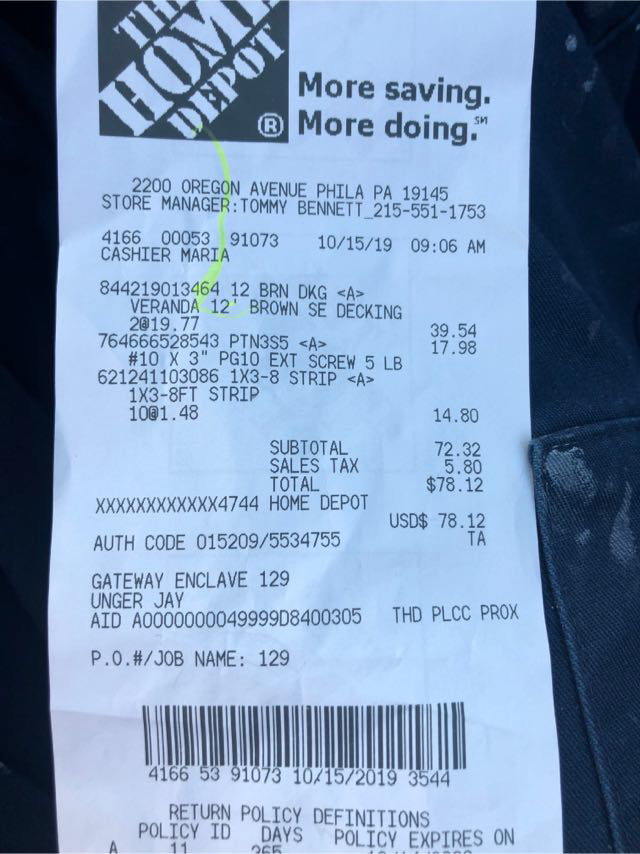 THE
HOME
DEPOT
®
More saving.
More doing.℠
2200 OREGON AVENUE PHILA PA 19145
STORE MANAGER:TOMMY BENNETT_215-551-1753
4166 00053 91073 10/15/19 09:06 AM
CASHIER MARIA
844219013464 12 BRN DKG <A>
VERANDA 12' BROWN SE DECKING
2@19.77 39.54
764666528543 PTN3S5 <A> 17.98
#10 X 3" PG10 EXT SCREW 5 LB
621241103086 1X3-8 STRIP <A>
1X3-8FT STRIP
10@1.48 14.80
SUBTOTAL 72.32
SALES TAX 5.80
TOTAL $78.12
XXXXXXXXXXXX4744 HOME DEPOT
USD$ 78.12
AUTH CODE 015209/5534755 TA
GATEWAY ENCLAVE 129
UNGER JAY
AID A0000000049999D8400305 THD PLCC PROX
P.O.#/JOB NAME: 129
4166 53 91073 10/15/2019 3544
RETURN POLICY DEFINITIONS
POLICY ID DAYS POLICY EXPIRES ON
A 11 365